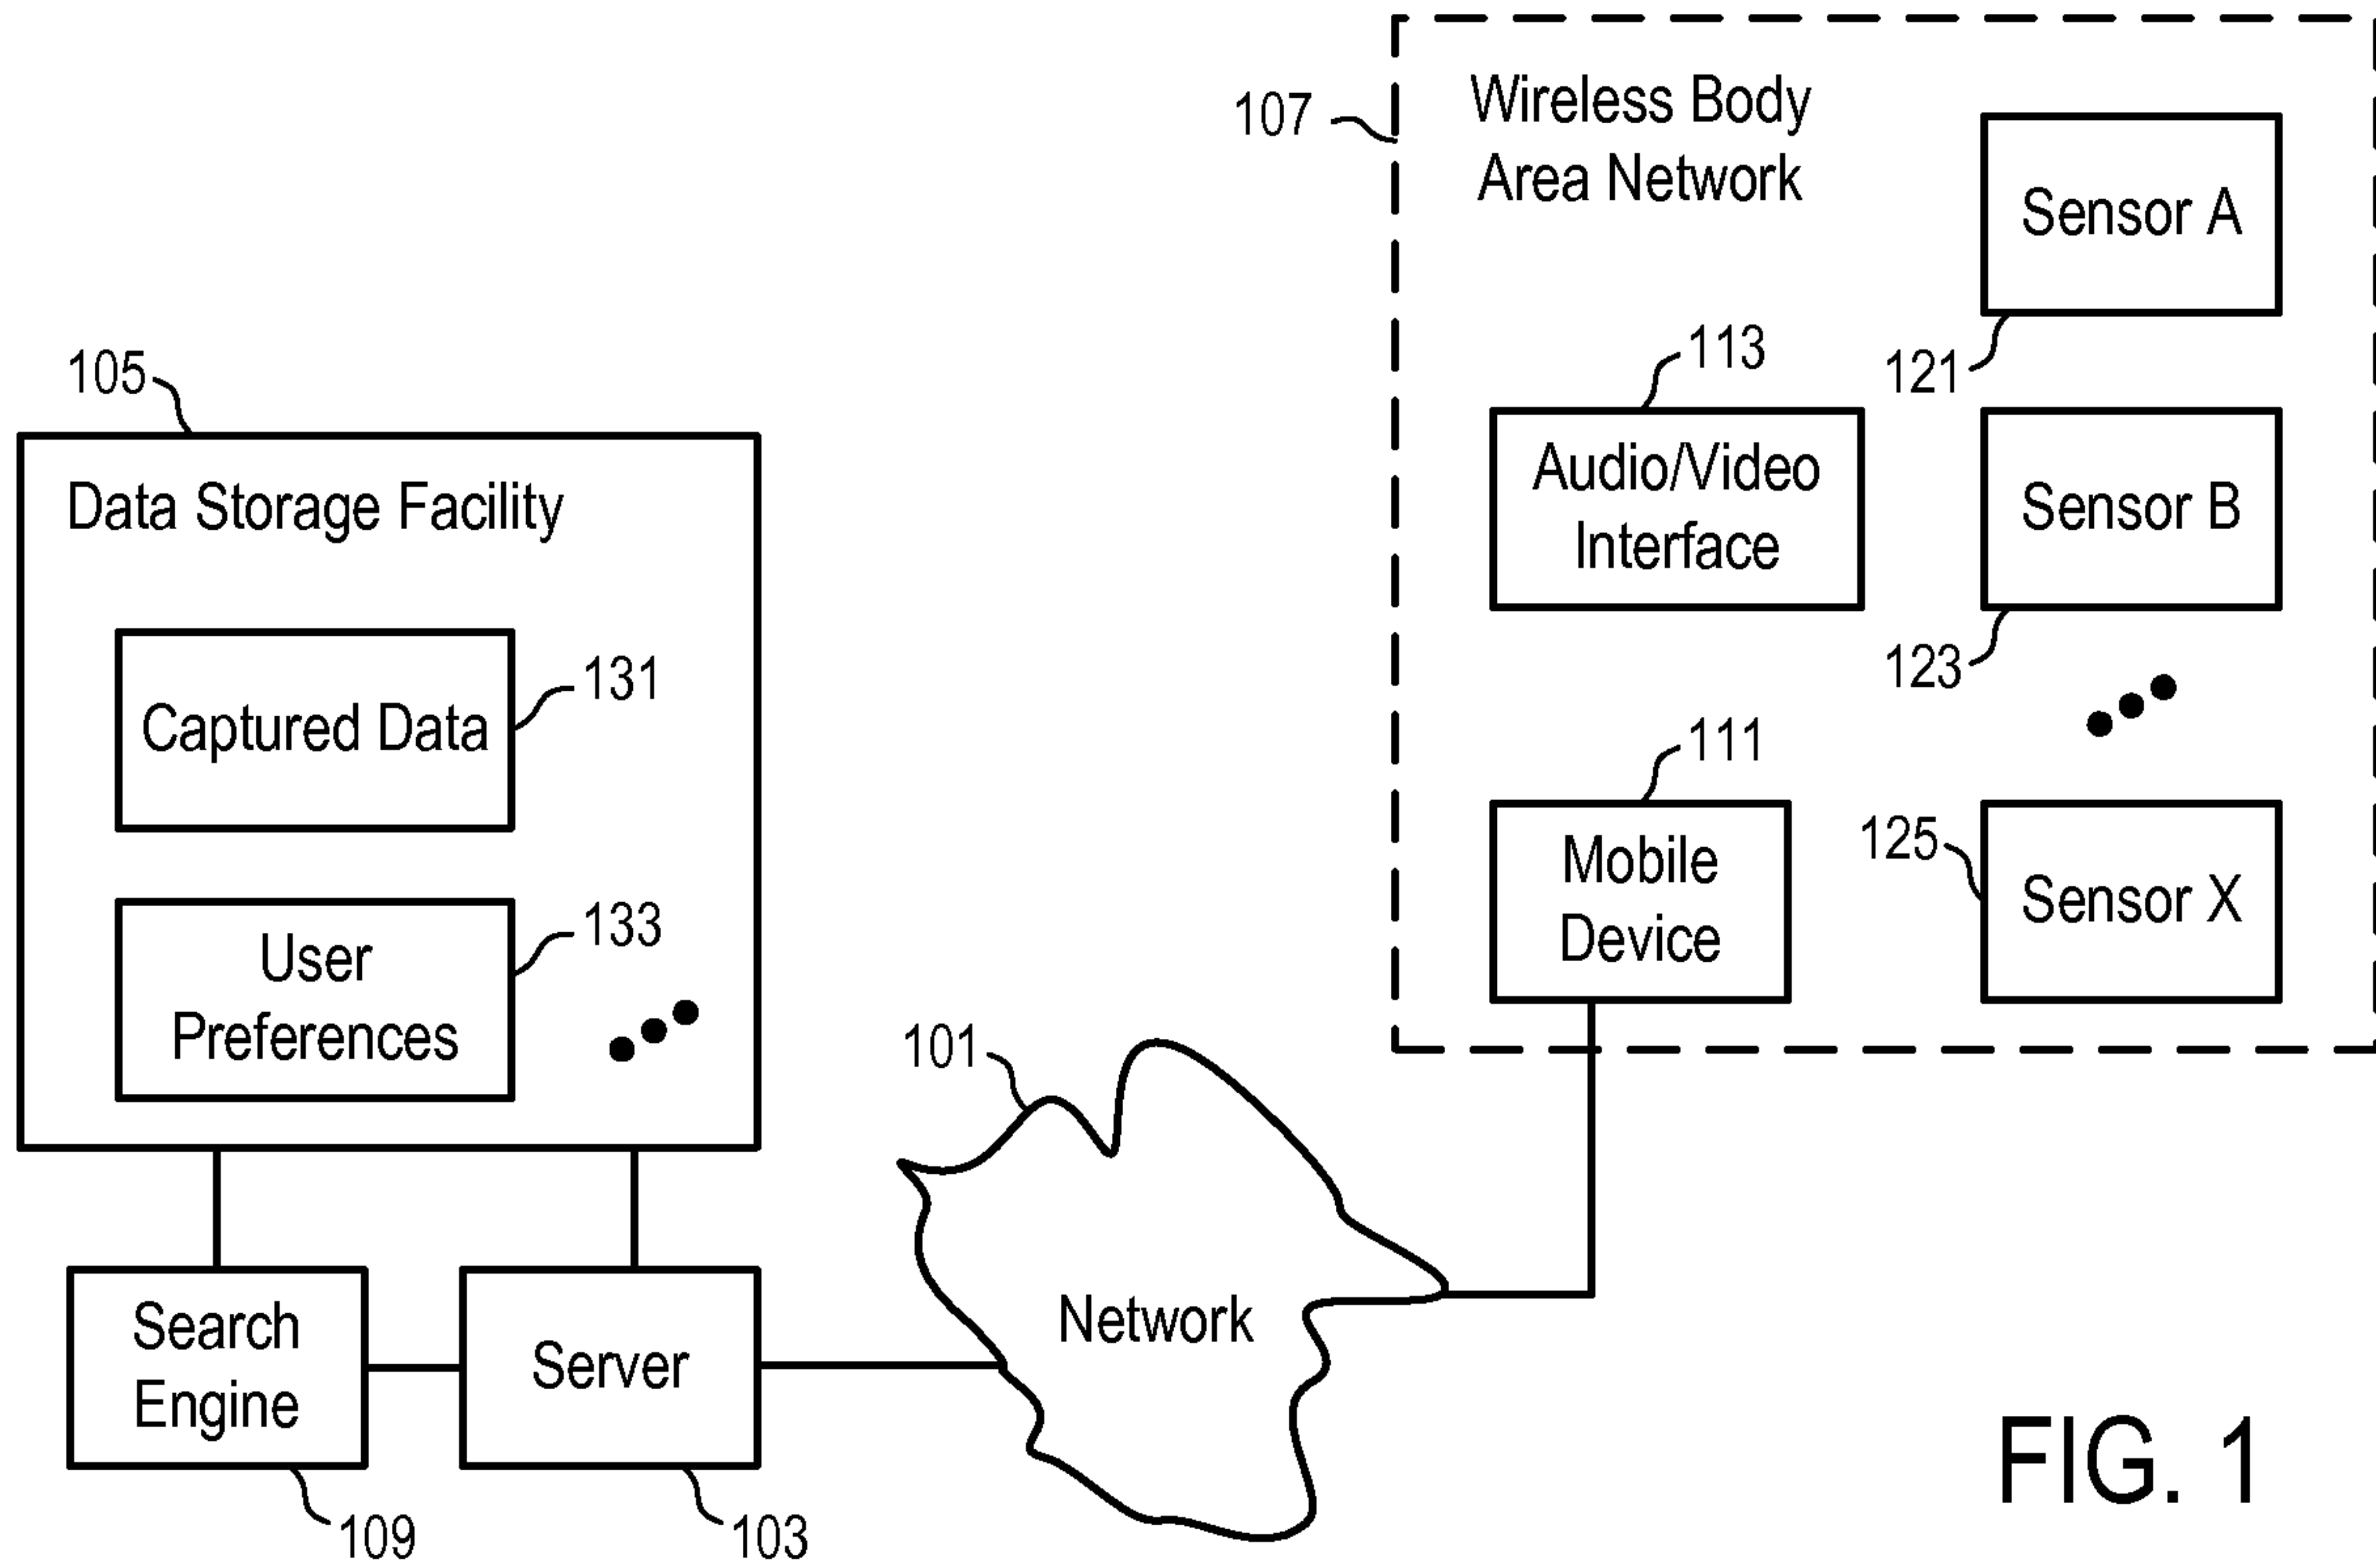 107
Wireless Body
Area Network
Sensor A
121
113
Audio/Video
Interface
Sensor B
123
111
Mobile
Device
125
Sensor X
105
Data Storage Facility
Captured Data
131
User
Preferences
133
101
Network
Search
Engine
109
Server
103
FIG. 1